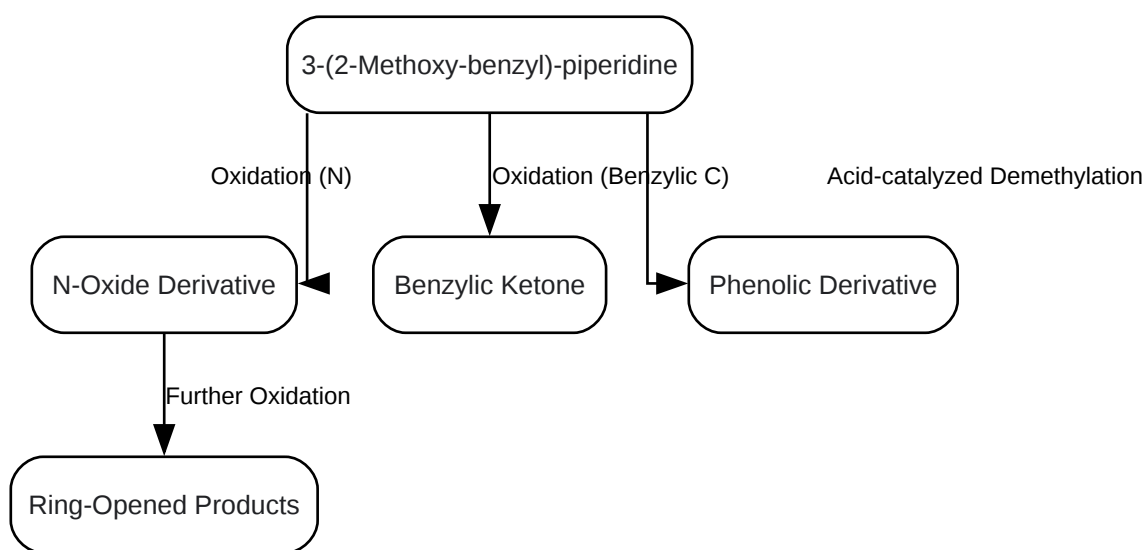 3-(2-Methoxy-benzyl)-piperidine
Oxidation (N)
Oxidation (Benzylic C)
Acid-catalyzed Demethylation
N-Oxide Derivative
Benzylic Ketone
Phenolic Derivative
Further Oxidation
Ring-Opened Products